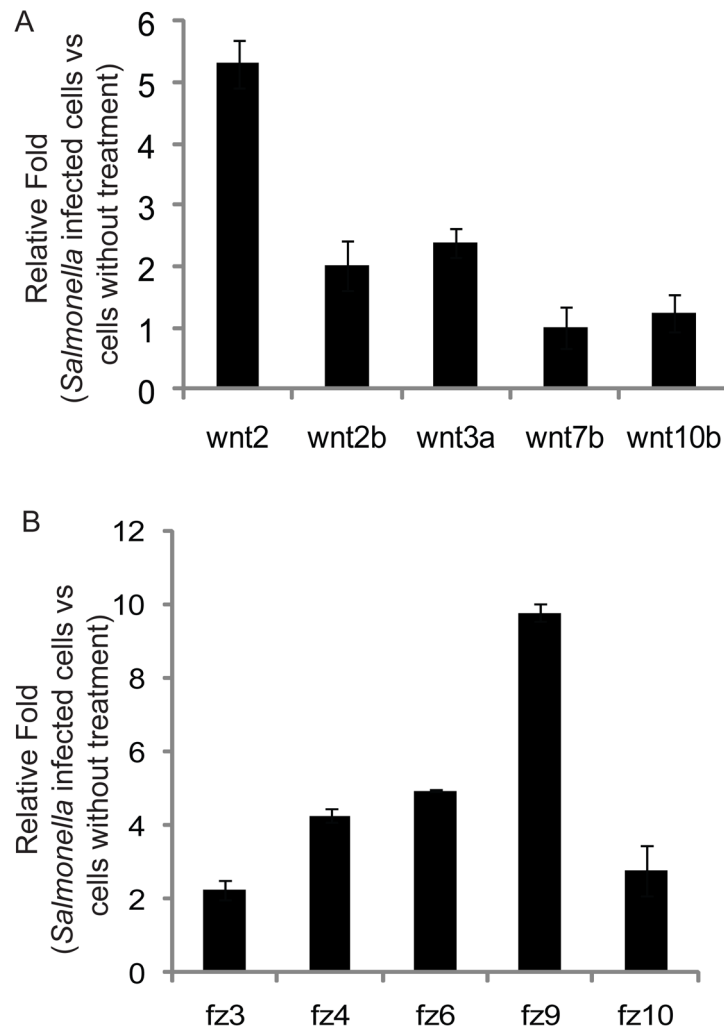 A
Relative Fold
(Salmonella infected cells vs
cells without treatment)
6
5
4
3
2
1
0
wnt2 wnt2b wnt3a wnt7b wnt10b
B
Relative Fold
(Salmonella infected cells vs
cells without treatment)
12
10
8
6
4
2
0
fz3 fz4 fz6 fz9 fz10